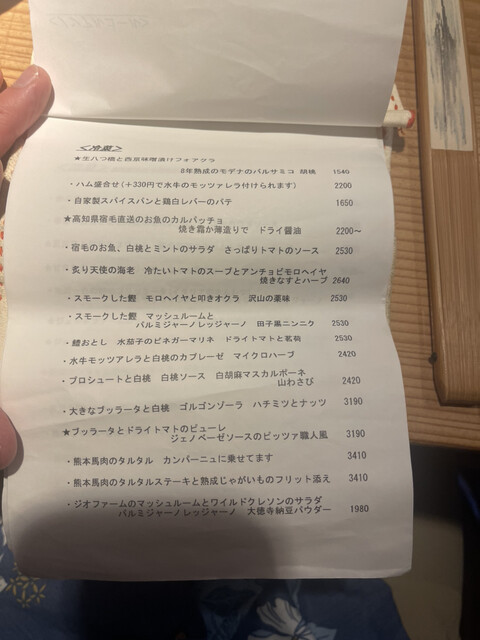 <冷菜>
★生八つ橋と西京味噌漬けフォアグラ
8年熟成のモデナのバルサミコ 胡桃 1540
・ハム盛合せ(+330円で水牛のモッツァレラ付けられます) 2200
・自家製スパイスパンと鶏白レバーのパテ 1650
★高知県宿毛直送のお魚のカルパッチョ
焼き霜か薄造りで ドライ醤油 2200~
・宿毛のお魚、白桃とミントのサラダ さっぱりトマトのソース 2530
・炙り天使の海老 冷たいトマトのスープとアンチョビモロヘイヤ
焼きなすとハーブ 2640
・スモークした鰹 モロヘイヤと叩きオクラ 沢山の薬味 2530
・スモークした鰹 マッシュルームと
パルミジャーノレッジャーノ 田子黒ニンニク 2530
・鱧おとし 水茄子のビネガーマリネ ドライトマトと茗荷 2530
・水牛モッツアレラと白桃のカプレーゼ マイクロハーブ 2420
・プロシュートと白桃 白桃ソース 白胡麻マスカルポーネ
山わさび 2420
・大きなブッラータと白桃 ゴルゴンゾーラ ハチミツとナッツ 3190
★ブッラータとドライトマトのピューレ
ジェノベーゼソースのピッツァ職人風 3190
・熊本馬肉のタルタル カンパーニュに乗せてます 3410
・熊本馬肉のタルタルステーキと熟成じゃがいものフリット添え 3410
・ジオファームのマッシュルームとワイルドクレソンのサラダ
パルミジャーノレッジャーノ 大徳寺納豆パウダー 1980